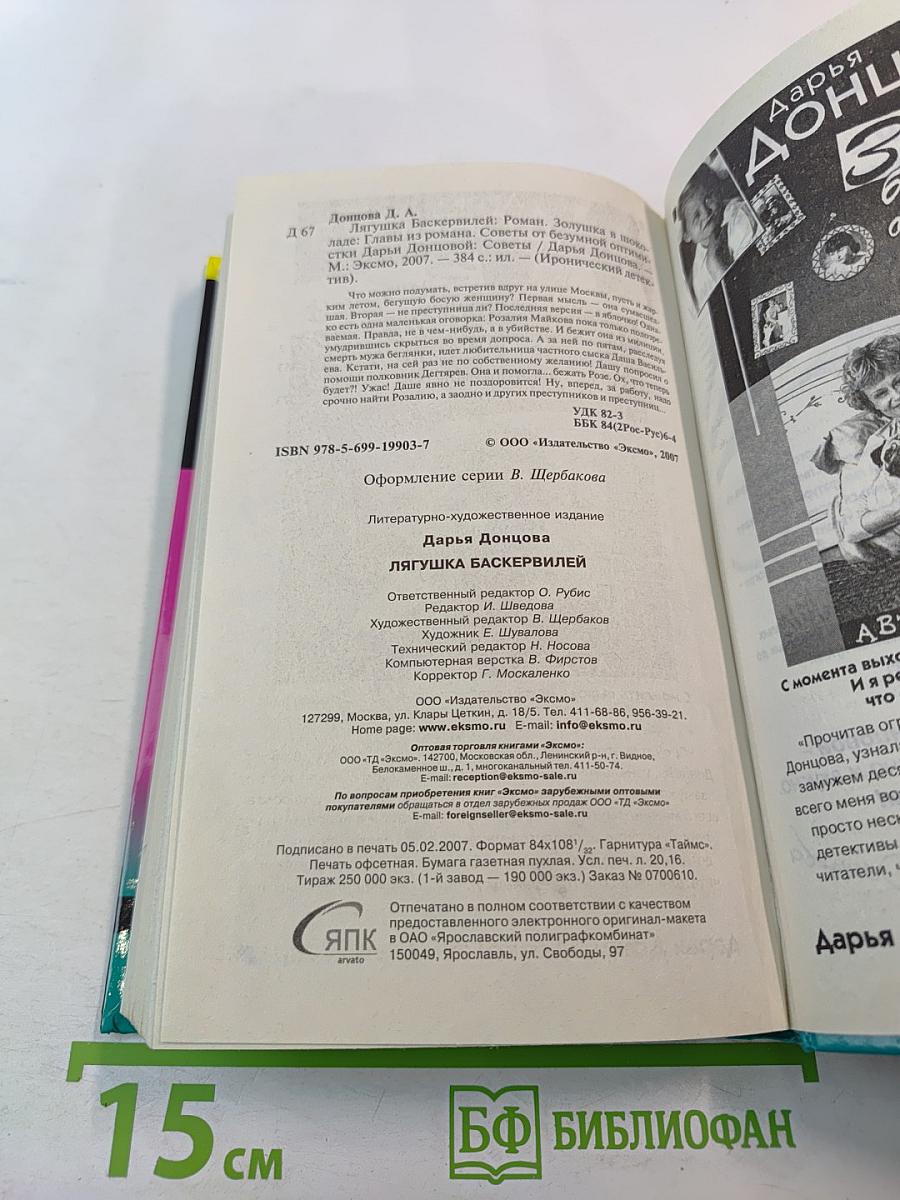 Донцова Д. А.
Д 67
Лягушка Баскервилей: Роман. Золушка в шоко-
ладе: Главы из романа. Советы от безумной оптими-
стки Дарьи Донцовой: Советы / Дарья Донцова. —
М.: Эксмо, 2007. — 384 с.: ил. — (Иронический детек-
тив).
Что можно подумать, встретив вдруг на улице Москвы, пусть и жар-
ким летом, бегущую босую женщину? Первая мысль — она сумасшед-
шая. Вторая — не преступница ли? Последняя версия — в яблочко! Одна-
ко есть одна маленькая оговорка: Розалия Майкова пока только подозре-
ваемая. Правда, не в чем-нибудь, а в убийстве. И бежит она из милиции,
умудрившись скрыться во время допроса. А за ней по пятам, расследуя
смерть мужа беглянки, идет любительница частного сыска Даша Василь-
ева. Кстати, на сей раз не по собственному желанию! Дашу попросил о
помощи полковник Дегтярев. Она и помогла... бежать Розе. Ох, что теперь
будет?! Ужас! Даше явно не поздоровится! Ну, вперед, за работу, надо
срочно найти Розалию, а заодно и других преступников и преступниц...
УДК 82-3
ББК 84(2Рос-Рус)6-4
ISBN 978-5-699-19903-7
© ООО «Издательство «Эксмо», 2007
Оформление серии В. Щербакова
Литературно-художественное издание
Дарья Донцова
ЛЯГУШКА БАСКЕРВИЛЕЙ
Ответственный редактор О. Рубис
Редактор И. Шведова
Художественный редактор В. Щербаков
Художник Е. Шувалова
Технический редактор Н. Носова
Компьютерная верстка В. Фирстов
Корректор Г. Москаленко
ООО «Издательство «Эксмо»
127299, Москва, ул. Клары Цеткин, д. 18/5. Тел. 411-68-86, 956-39-21.
Home page: www.eksmo.ru E-mail: info@eksmo.ru
Оптовая торговля книгами «Эксмо»:
ООО «ТД «Эксмо». 142700, Московская обл., Ленинский р-н, г. Видное,
Белокаменное ш., д. 1, многоканальный тел. 411-50-74.
E-mail: reception@eksmo-sale.ru
По вопросам приобретения книг «Эксмо» зарубежными оптовыми
покупателями обращаться в отдел зарубежных продаж ООО «ТД «Эксмо»
E-mail: foreignseller@eksmo-sale.ru
Подписано в печать 05.02.2007. Формат 84x108 1/32. Гарнитура «Таймс».
Печать офсетная. Бумага газетная пухлая. Усл. печ. л. 20,16.
Тираж 250 000 экз. (1-й завод — 190 000 экз.) Заказ № 0700610.
ЯПК
arvato
Отпечатано в полном соответствии с качеством
предоставленного электронного оригинал-макета
в ОАО «Ярославский полиграфкомбинат»
150049, Ярославль, ул. Свободы, 97
Дарья
ДОНЦ
АВТ
С момента выхо
И я ре
что
«Прочитав огр
Донцова, узнал
замужем деся
всего меня во
просто неск
детективы
читатели, ч
Дарья
15 см
БФ БИБЛИОФАН